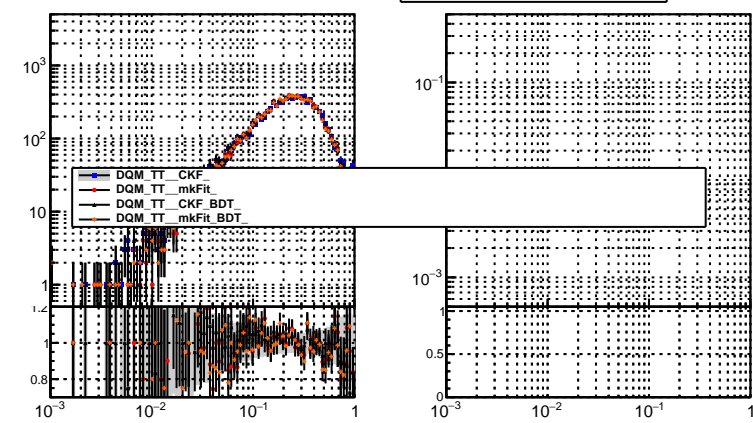 10³
10²
10
1
1.2
1
0.8
10⁻³ 10⁻² 10⁻¹ 1
DQM_TT__CKF_
DQM_TT__mkFit_
DQM_TT__CKF_BDT_
DQM_TT__mkFit_BDT_
10⁻¹
10⁻³
1
0.5
0
10⁻³ 10⁻² 10⁻¹ 1